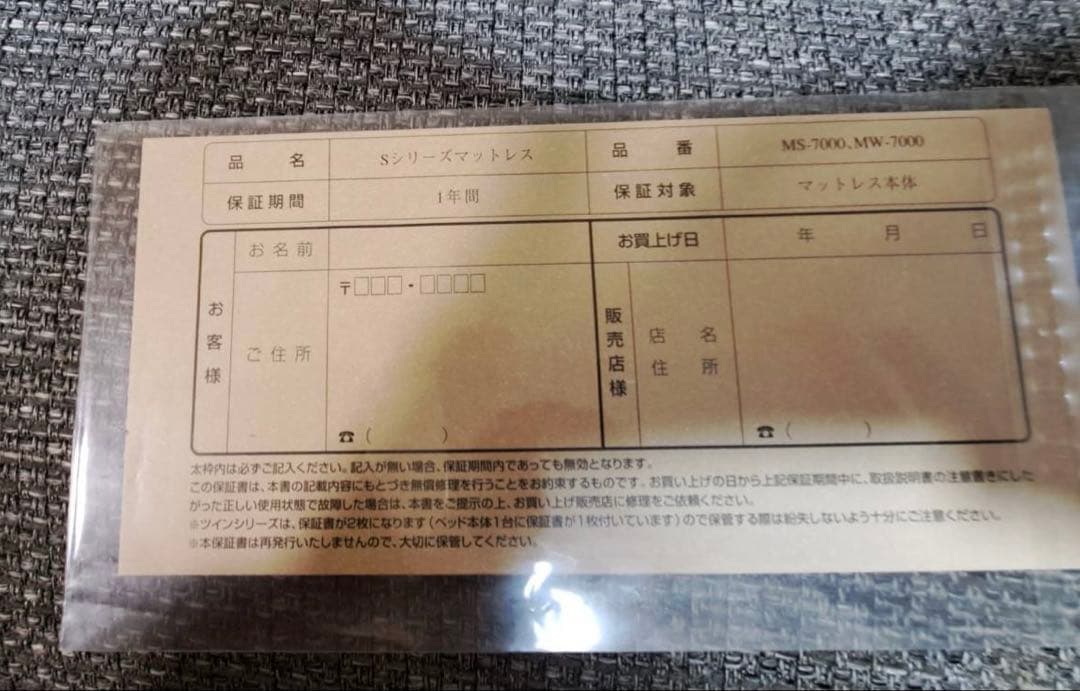 品名 Sシリーズマットレス 品番 MS-7000、MW-7000
保証期間 1年間 保証対象 マットレス本体
お客様
お名前
ご住所
〒□□□-□□□□
☎( )
お買上げ日 年 月 日
販売店様
店名
住所
☎( )
太枠内は必ずご記入ください。記入が無い場合、保証期間内であっても無効となります。
この保証書は、本書の記載内容にもとづき無償修理を行うことをお約束するものです。お買い上げの日から上記保証期間中に、取扱説明書の注意書きにした
がった正しい使用状態で故障した場合は、本書をご提示の上、お買い上げ販売店に修理をご依頼ください。
※ツインシリーズは、保証書が2枚になります(ベッド本体1台に保証書が1枚付いています)ので保管する際は紛失しないよう十分にご注意ください。
※本保証書は再発行いたしませんので、大切に保管してください。